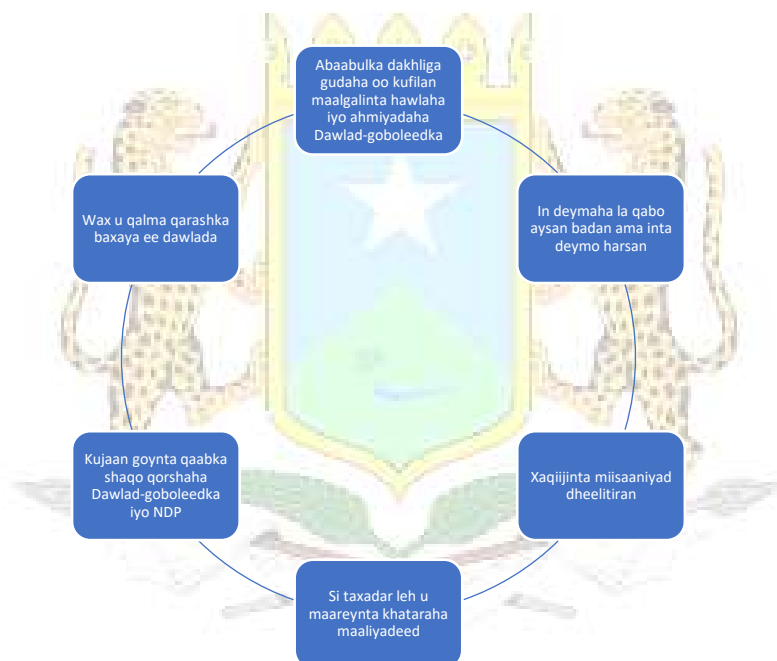 Abaabulka dakhliga
gudaha oo kufilan
maalgalinta hawlaha
iyo ahmiyadaha
Dawlad-goboleedka
In deymaha la qabo
aysan badan ama inta
deymo harsan
Xaqiijinta miisaaniyad
dheelitiran
Si taxadar leh u
maareynta khataraha
maaliyadeed
Kujaan goynta qaabka
shaqo qorshaha
Dawlad-goboleedka
iyo NDP
Wax u qalma qarashka
baxaya ee dawlada